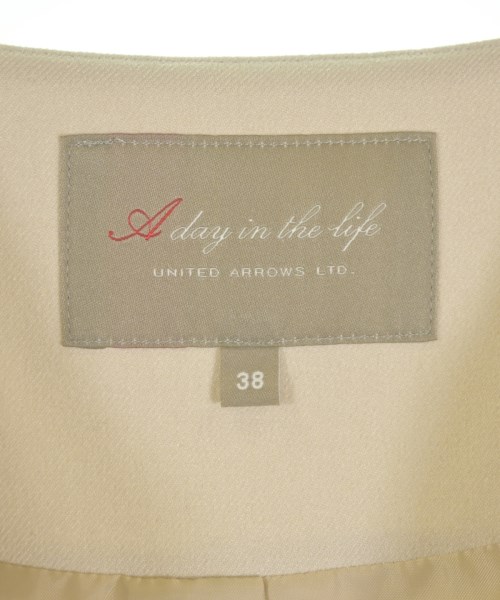 A day in the life
UNITED ARROWS LTD.
38